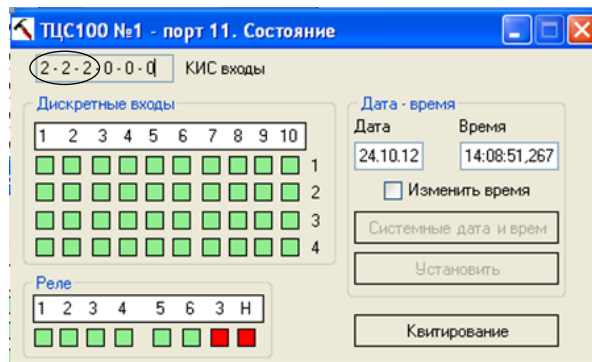 ТЦС100 №1 - порт 11. Состояние
2 - 2 - 2 - 0 - 0 - 0 КИС входы
Дискретные входы
1 2 3 4 5 6 7 8 9 10
1
2
3
4
Реле
1 2 3 4 5 6 3 Н
Дата - время
Дата Время
24.10.12 14:08:51,267
Изменить время
Системные дата и врем
Установить
Квитирование